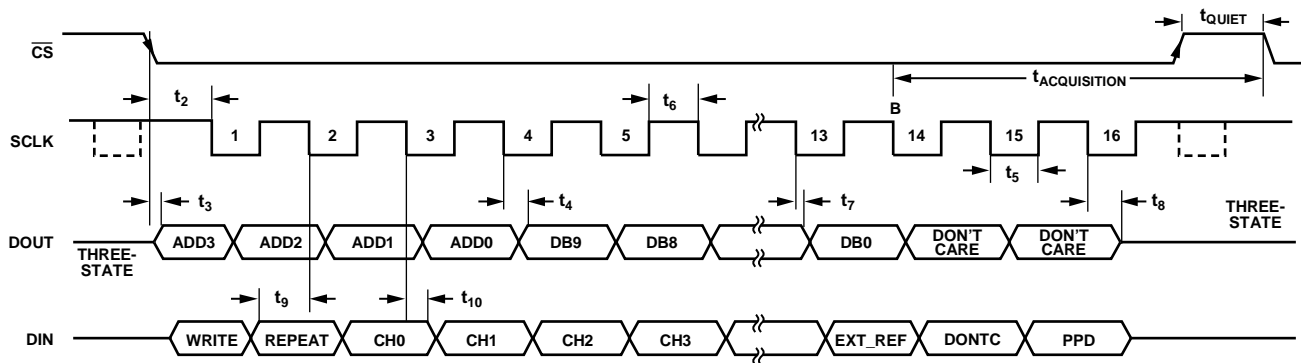 tQUIET
CS
tACQUISITION
t2
t6
B
SCLK
1 2 3 4 5 13 14 15 16
t5
t3
t4
t7
t8
THREE-
STATE
DOUT
ADD3 ADD2 ADD1 ADD0 DB9 DB8 DB0 DON'T
CARE DON'T
CARE
THREE-
STATE
t9
t10
DIN
WRITE REPEAT CH0 CH1 CH2 CH3 EXT_REF DONTC PPD